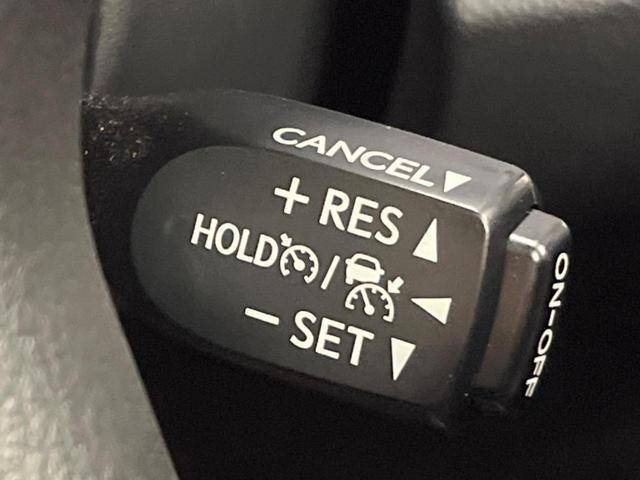 CANCEL▼
+ RES ▲
HOLD / ◀
− SET ▼
ON-OFF